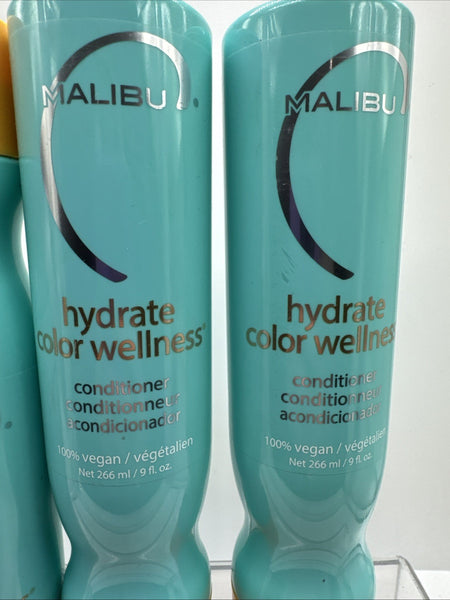 MALIBU C
hydrate
color wellness®
conditioner
conditionneur
acondicionador
100% vegan / végétalien
Net 266 ml / 9 fl. oz.
MALIBU C
hydrate
color wellness
conditioner
conditionneur
acondicionador
100% vegan / végétalien
Net 266 ml / 9 fl. oz.